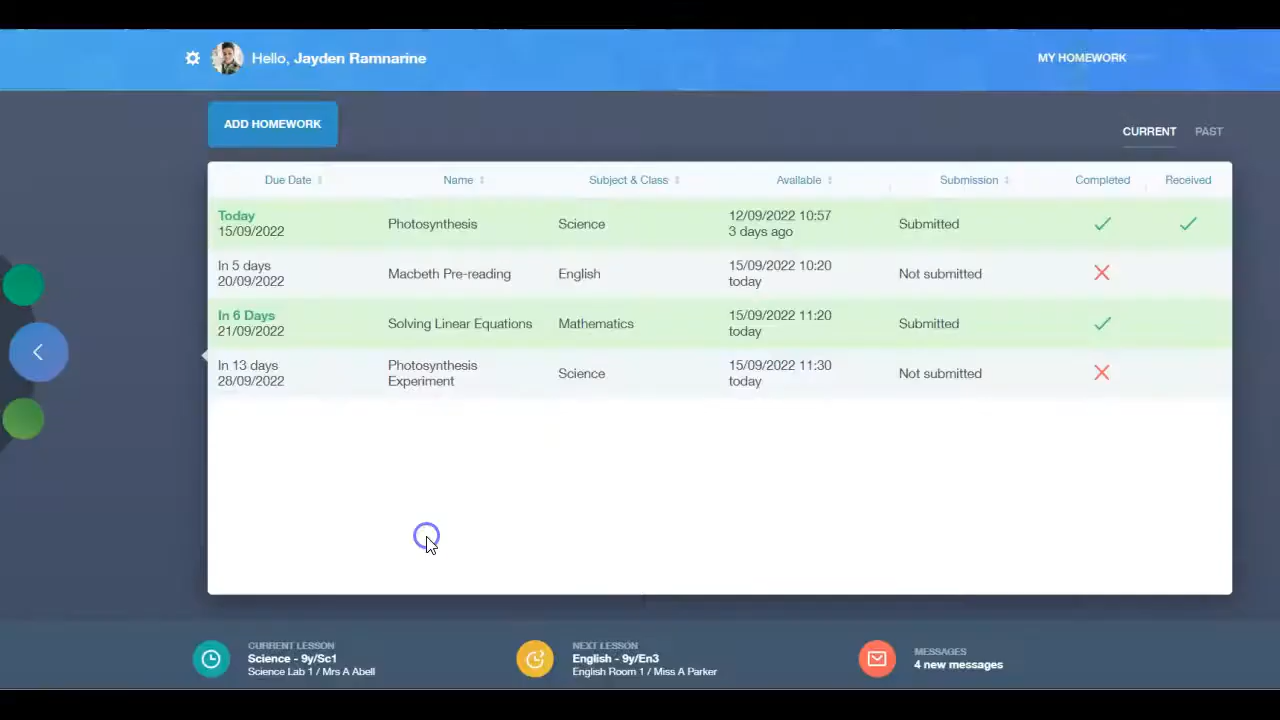 Hello, Jayden Ramnarine
MY HOMEWORK
ADD HOMEWORK
CURRENT PAST
Due Date Name Subject & Class Available Submission Completed Received
Today
15/09/2022
Photosynthesis
Science
12/09/2022 10:57
3 days ago
Submitted
In 5 days
20/09/2022
Macbeth Pre-reading
English
15/09/2022 10:20
today
Not submitted
In 6 Days
21/09/2022
Solving Linear Equations
Mathematics
15/09/2022 11:20
today
Submitted
In 13 days
28/09/2022
Photosynthesis
Experiment
Science
15/09/2022 11:30
today
Not submitted
CURRENT LESSON
Science - 9y/Sc1
Science Lab 1 / Mrs A Abell
NEXT LESSON
English - 9y/En3
English Room 1 / Miss A Parker
MESSAGES
4 new messages